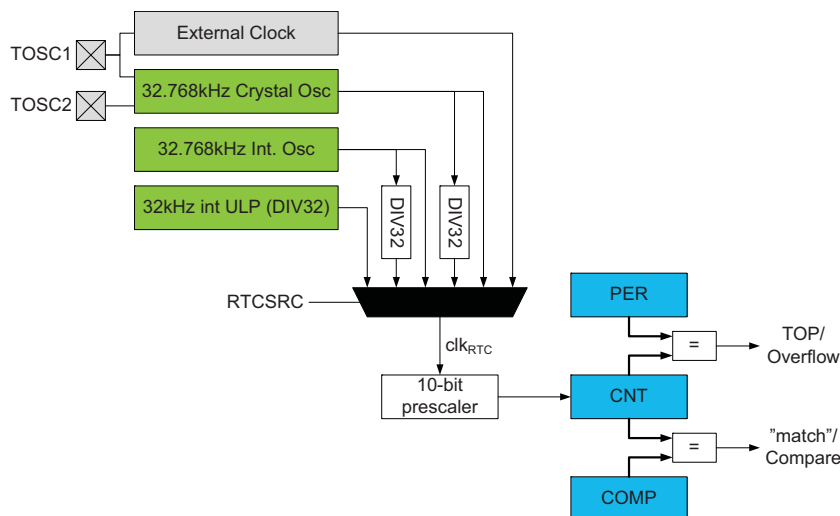 External Clock
TOSC1
32.768kHz Crystal Osc
TOSC2
32.768kHz Int. Osc
32kHz int ULP (DIV32)
DIV32
DIV32
RTCSRC
PER
clkRTC
=
TOP/
Overflow
10-bit
prescaler
CNT
=
”match”/
Compare
COMP